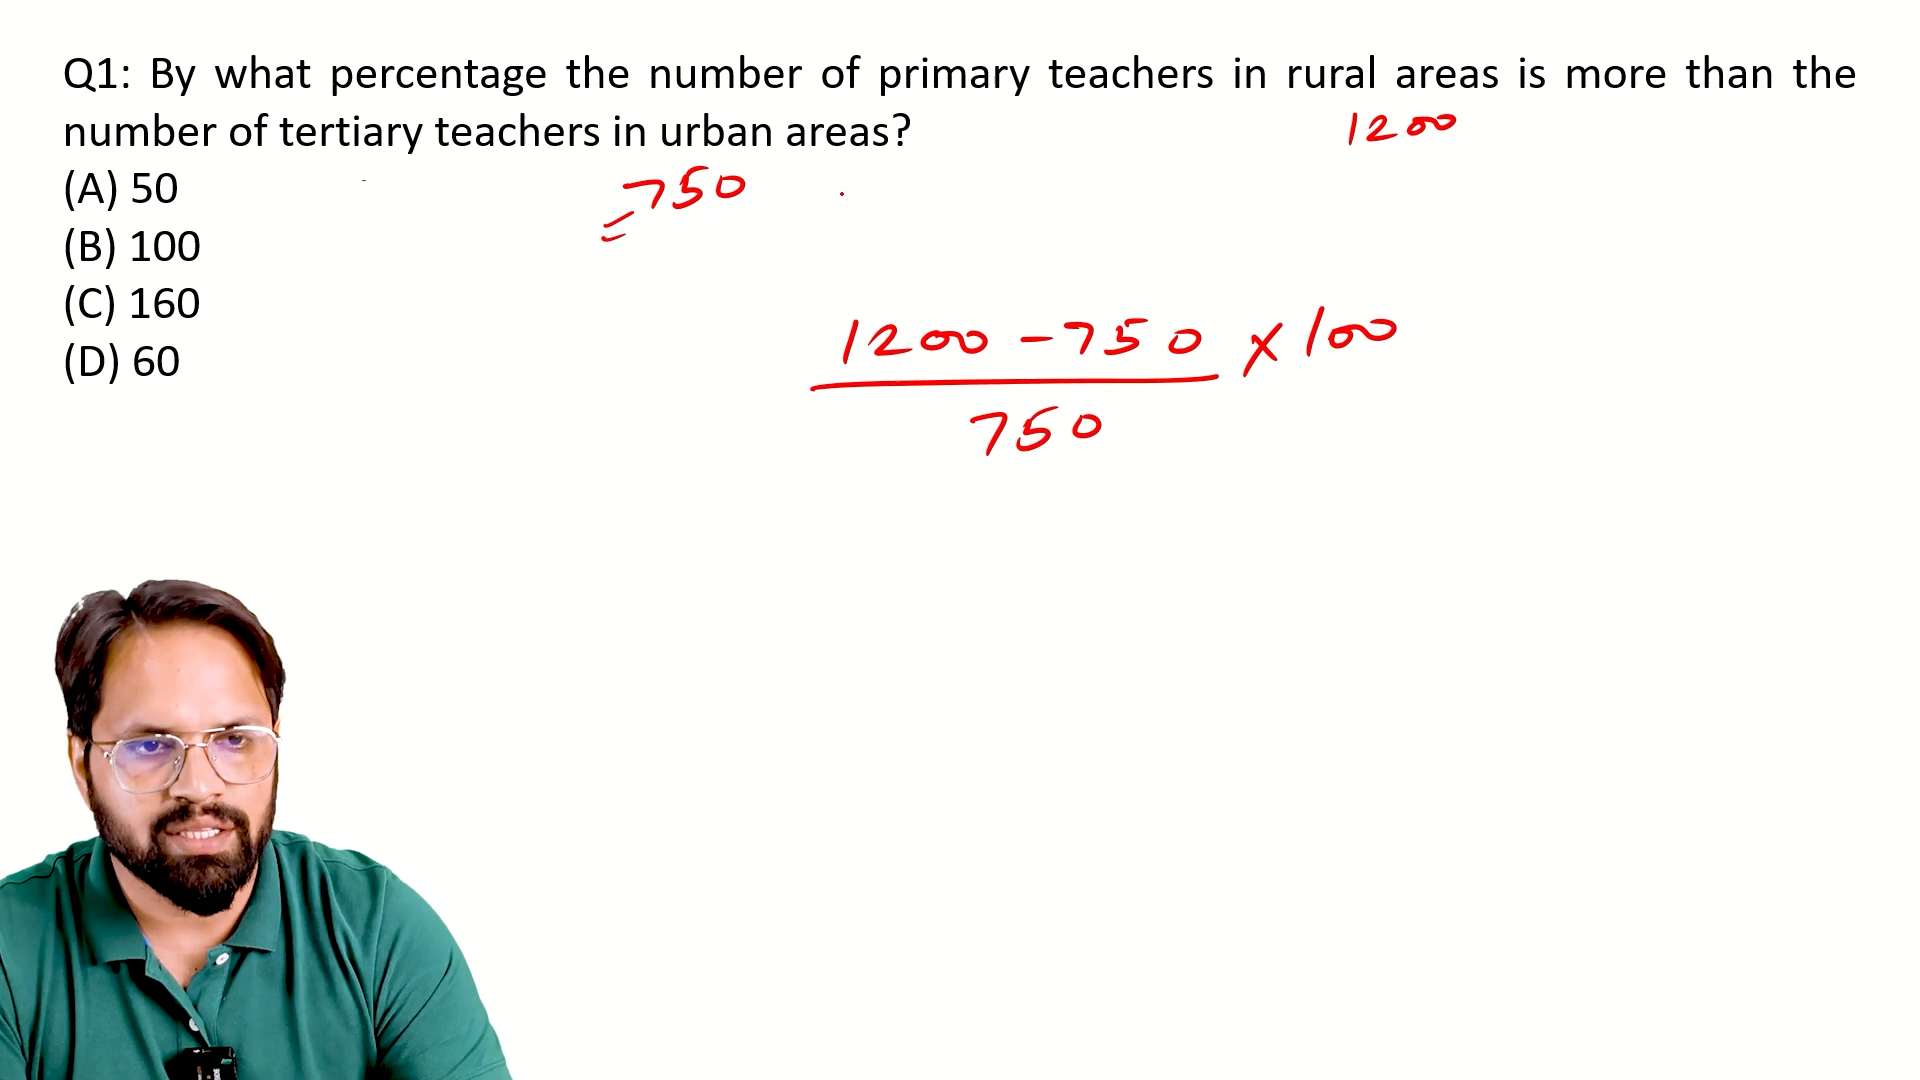 Q1: By what percentage the number of primary teachers in rural areas is more than the
number of tertiary teachers in urban areas?
1200
(A) 50
= 750
(B) 100
(C) 160
1200 - 750 × 100
(D) 60
750